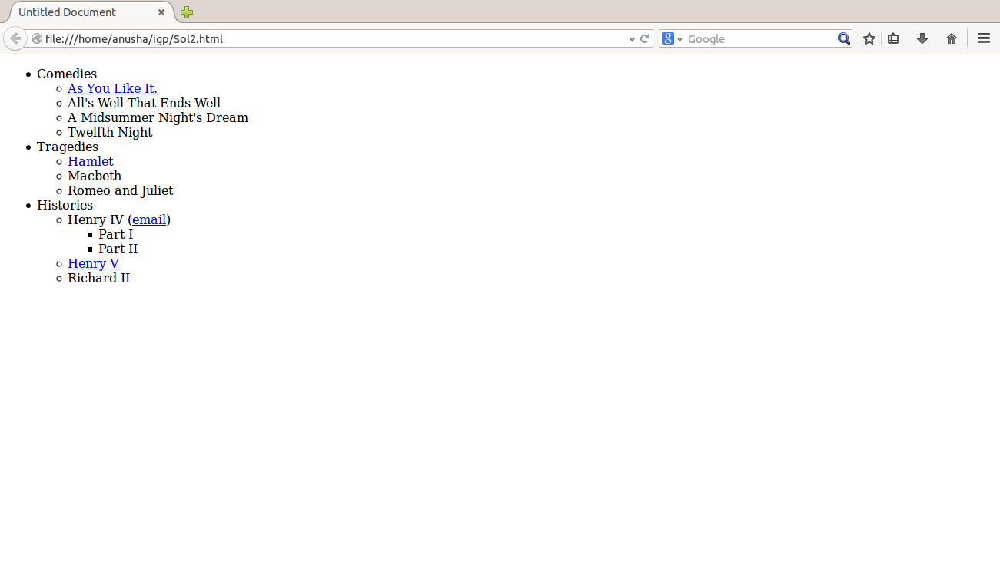 Untitled Document
file:///home/anusha/igp/Sol2.html
8 Google
Comedies
As You Like It.
All's Well That Ends Well
A Midsummer Night's Dream
Twelfth Night
Tragedies
Hamlet
Macbeth
Romeo and Juliet
Histories
Henry IV (email)
Part I
Part II
Henry V
Richard II